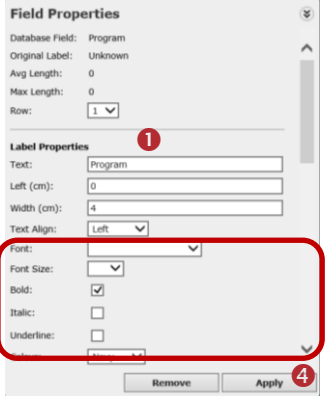 Field Properties
Database Field: Program
Original Label: Unknown
Avg Length: 0
Max Length: 0
Row: 1
1
Label Properties
Text: Program
Left (cm): 0
Width (cm): 4
Text Align: Left
Font:
Font Size:
Bold:
Italic:
Underline:
Remove Apply 4